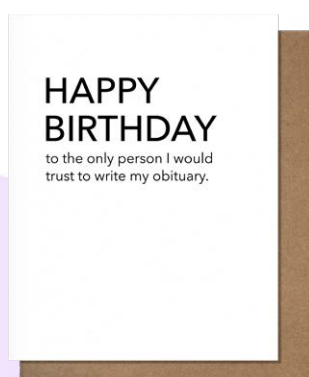 HAPPY
BIRTHDAY
to the only person I would
trust to write my obituary.